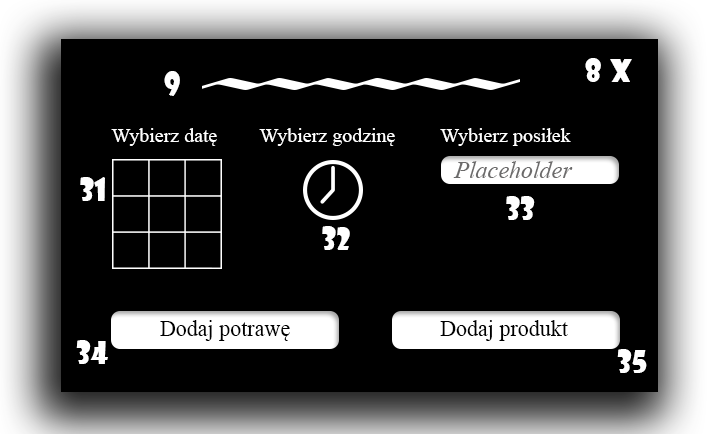 8 X
9
Wybierz datę
Wybierz godzinę
Wybierz posiłek
31
Placeholder
32
33
Dodaj potrawę
Dodaj produkt
34
35